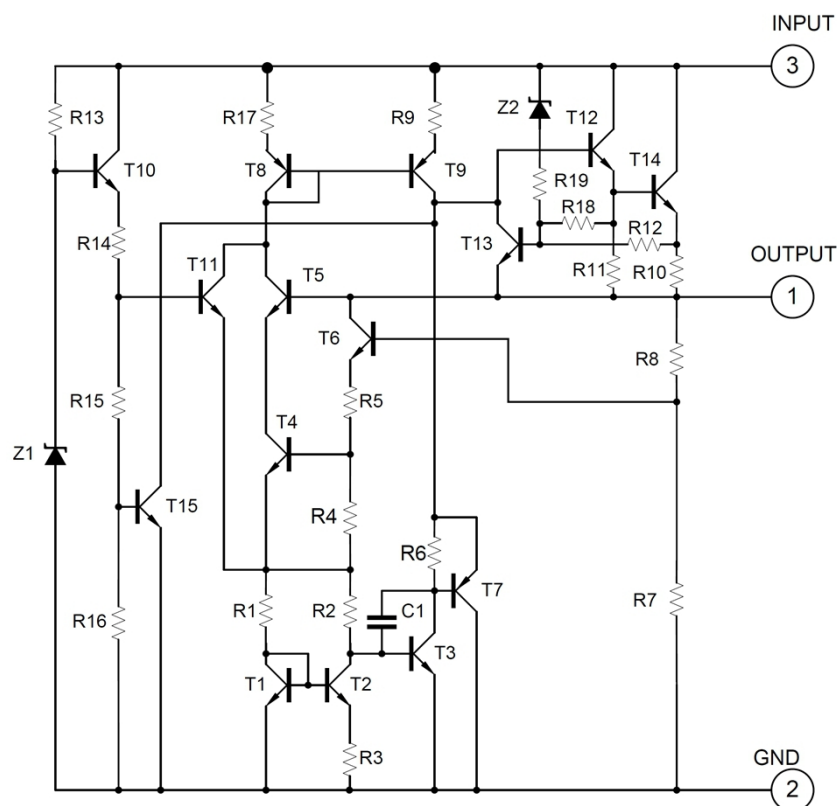 INPUT
3
R13
R17
R9
Z2
T12
T10
T8
T9
T14
R19
R18
R14
T13
R12
T11
T5
R11
R10
OUTPUT
1
T6
R8
R15
R5
Z1
T4
T15
R4
R6
T7
R16
R1
R2
C1
R7
T3
T1
T2
R3
GND
2